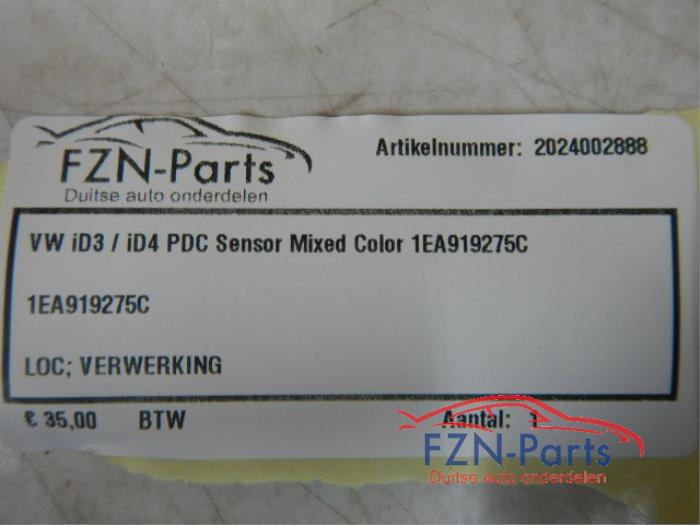 FZN-Parts
Duitse auto onderdelen
Artikelnummer: 2024002888
VW iD3 / iD4 PDC Sensor Mixed Color 1EA919275C
1EA919275C
LOC; VERWERKING
€ 35,00 BTW Aantal: 1
FZN-Parts
Duitse auto onderdelen